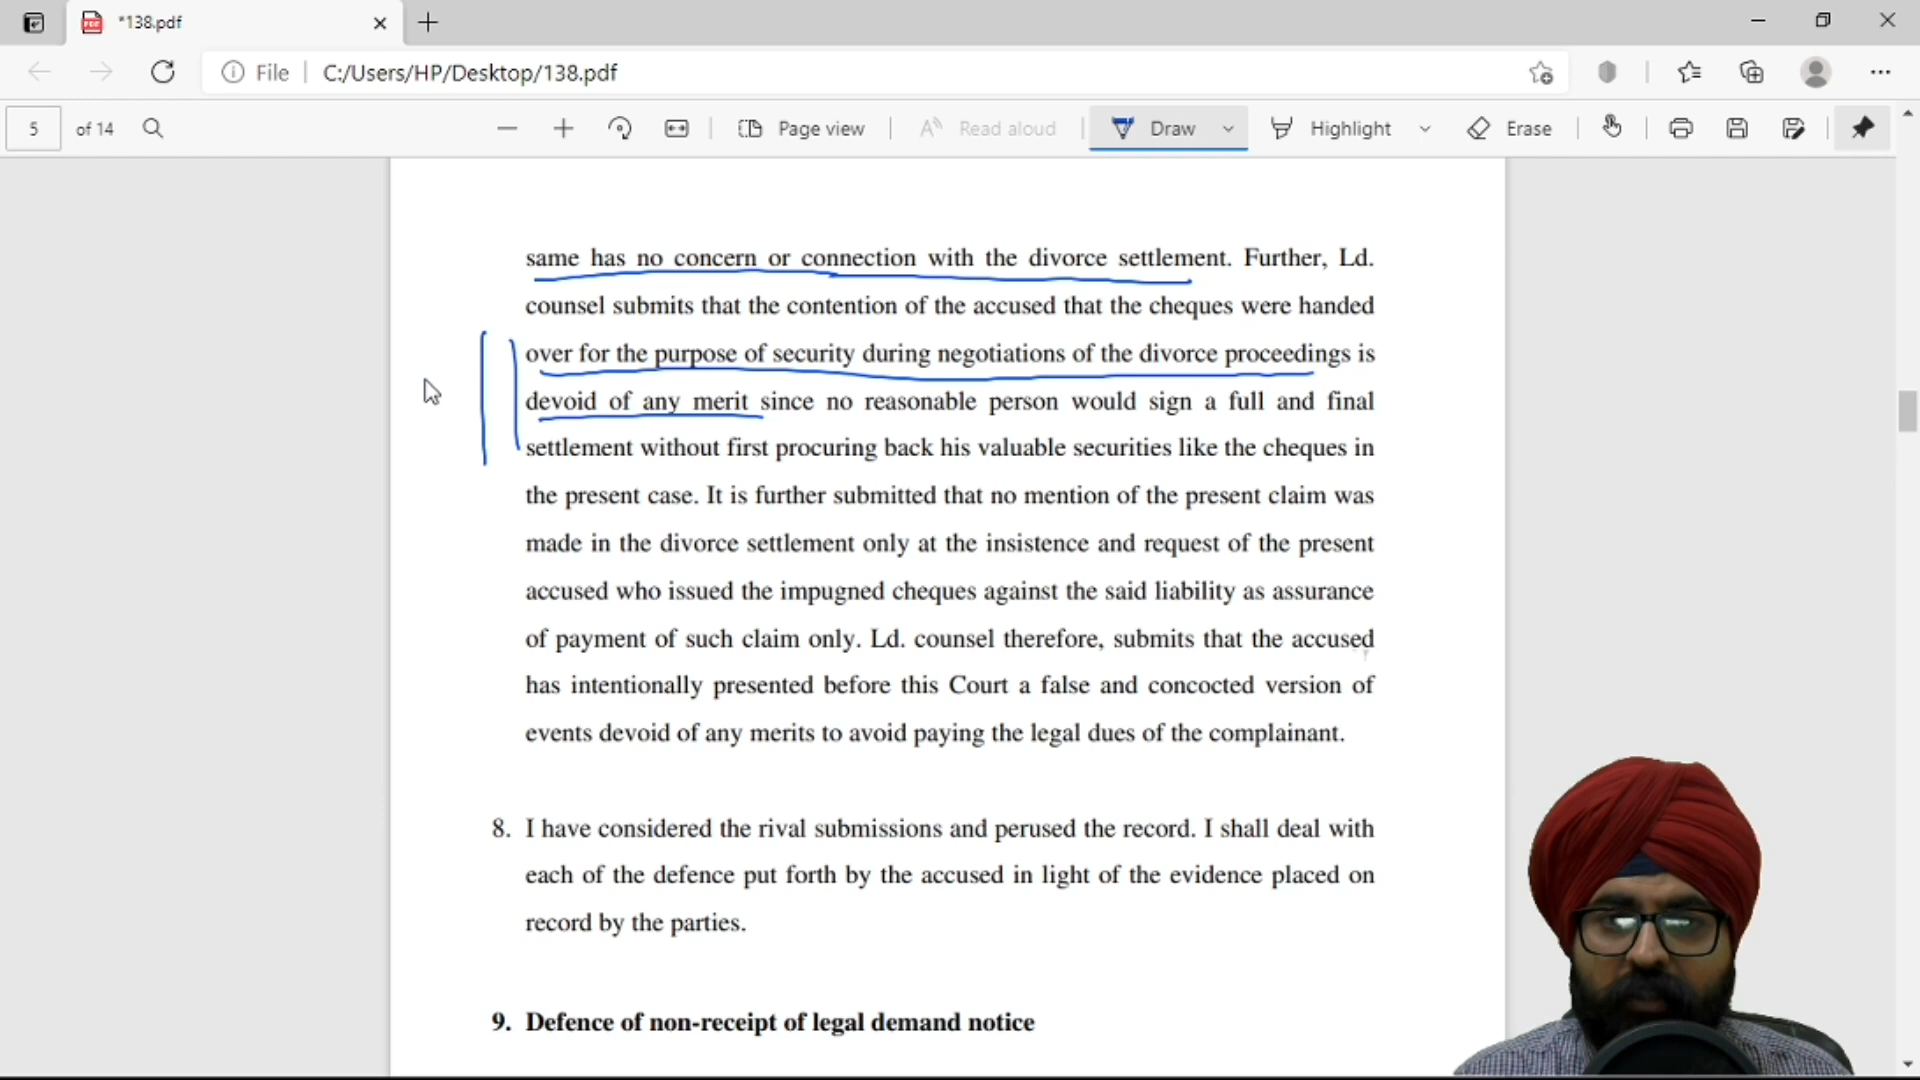 *138.pdf
File
C:/Users/HP/Desktop/138.pdf
5 of 14
Page view
Read aloud
Draw
Highlight
Erase
same has no concern or connection with the divorce settlement. Further, Ld.
counsel submits that the contention of the accused that the cheques were handed
over for the purpose of security during negotiations of the divorce proceedings is
devoid of any merit since no reasonable person would sign a full and final
settlement without first procuring back his valuable securities like the cheques in
the present case. It is further submitted that no mention of the present claim was
made in the divorce settlement only at the insistence and request of the present
accused who issued the impugned cheques against the said liability as assurance
of payment of such claim only. Ld. counsel therefore, submits that the accused
has intentionally presented before this Court a false and concocted version of
events devoid of any merits to avoid paying the legal dues of the complainant.
8. I have considered the rival submissions and perused the record. I shall deal with
each of the defence put forth by the accused in light of the evidence placed on
record by the parties.
9. Defence of non-receipt of legal demand notice